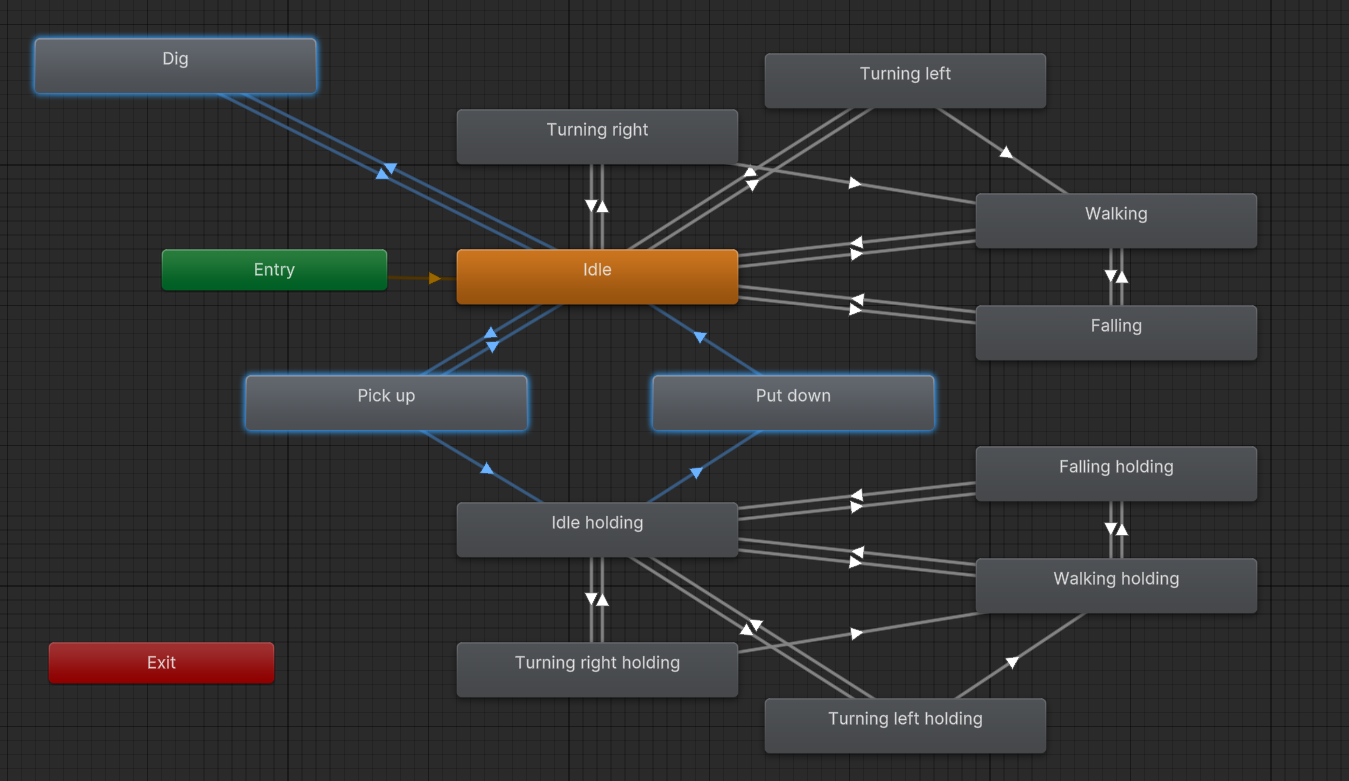 Dig
Turning left
Turning right
Walking
Entry
Idle
Falling
Pick up
Put down
Falling holding
Idle holding
Walking holding
Exit
Turning right holding
Turning left holding